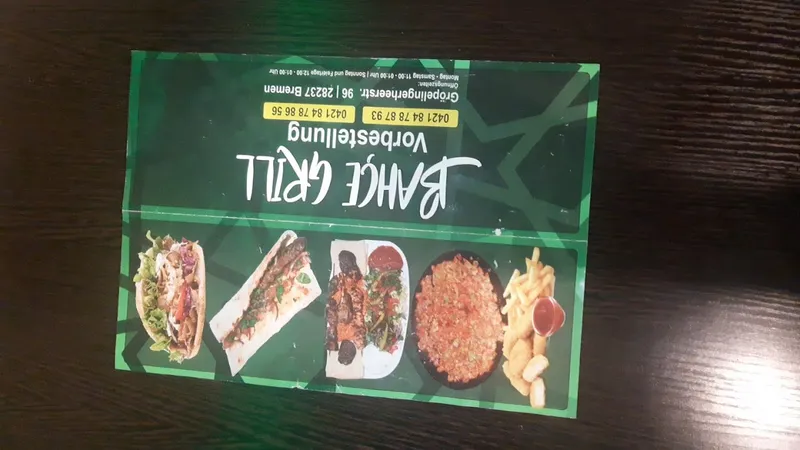 BAHÇE GRILL
Vorbestellung
0421 84 78 87 93 0421 84 78 86 56
Gröpelingerheerstr. 96 | 28237 Bremen
Öffnungszeiten:
Montag - Samstag 11:00 - 01:00 Uhr | Sonntag und Feiertage 12:00 - 01:00 Uhr